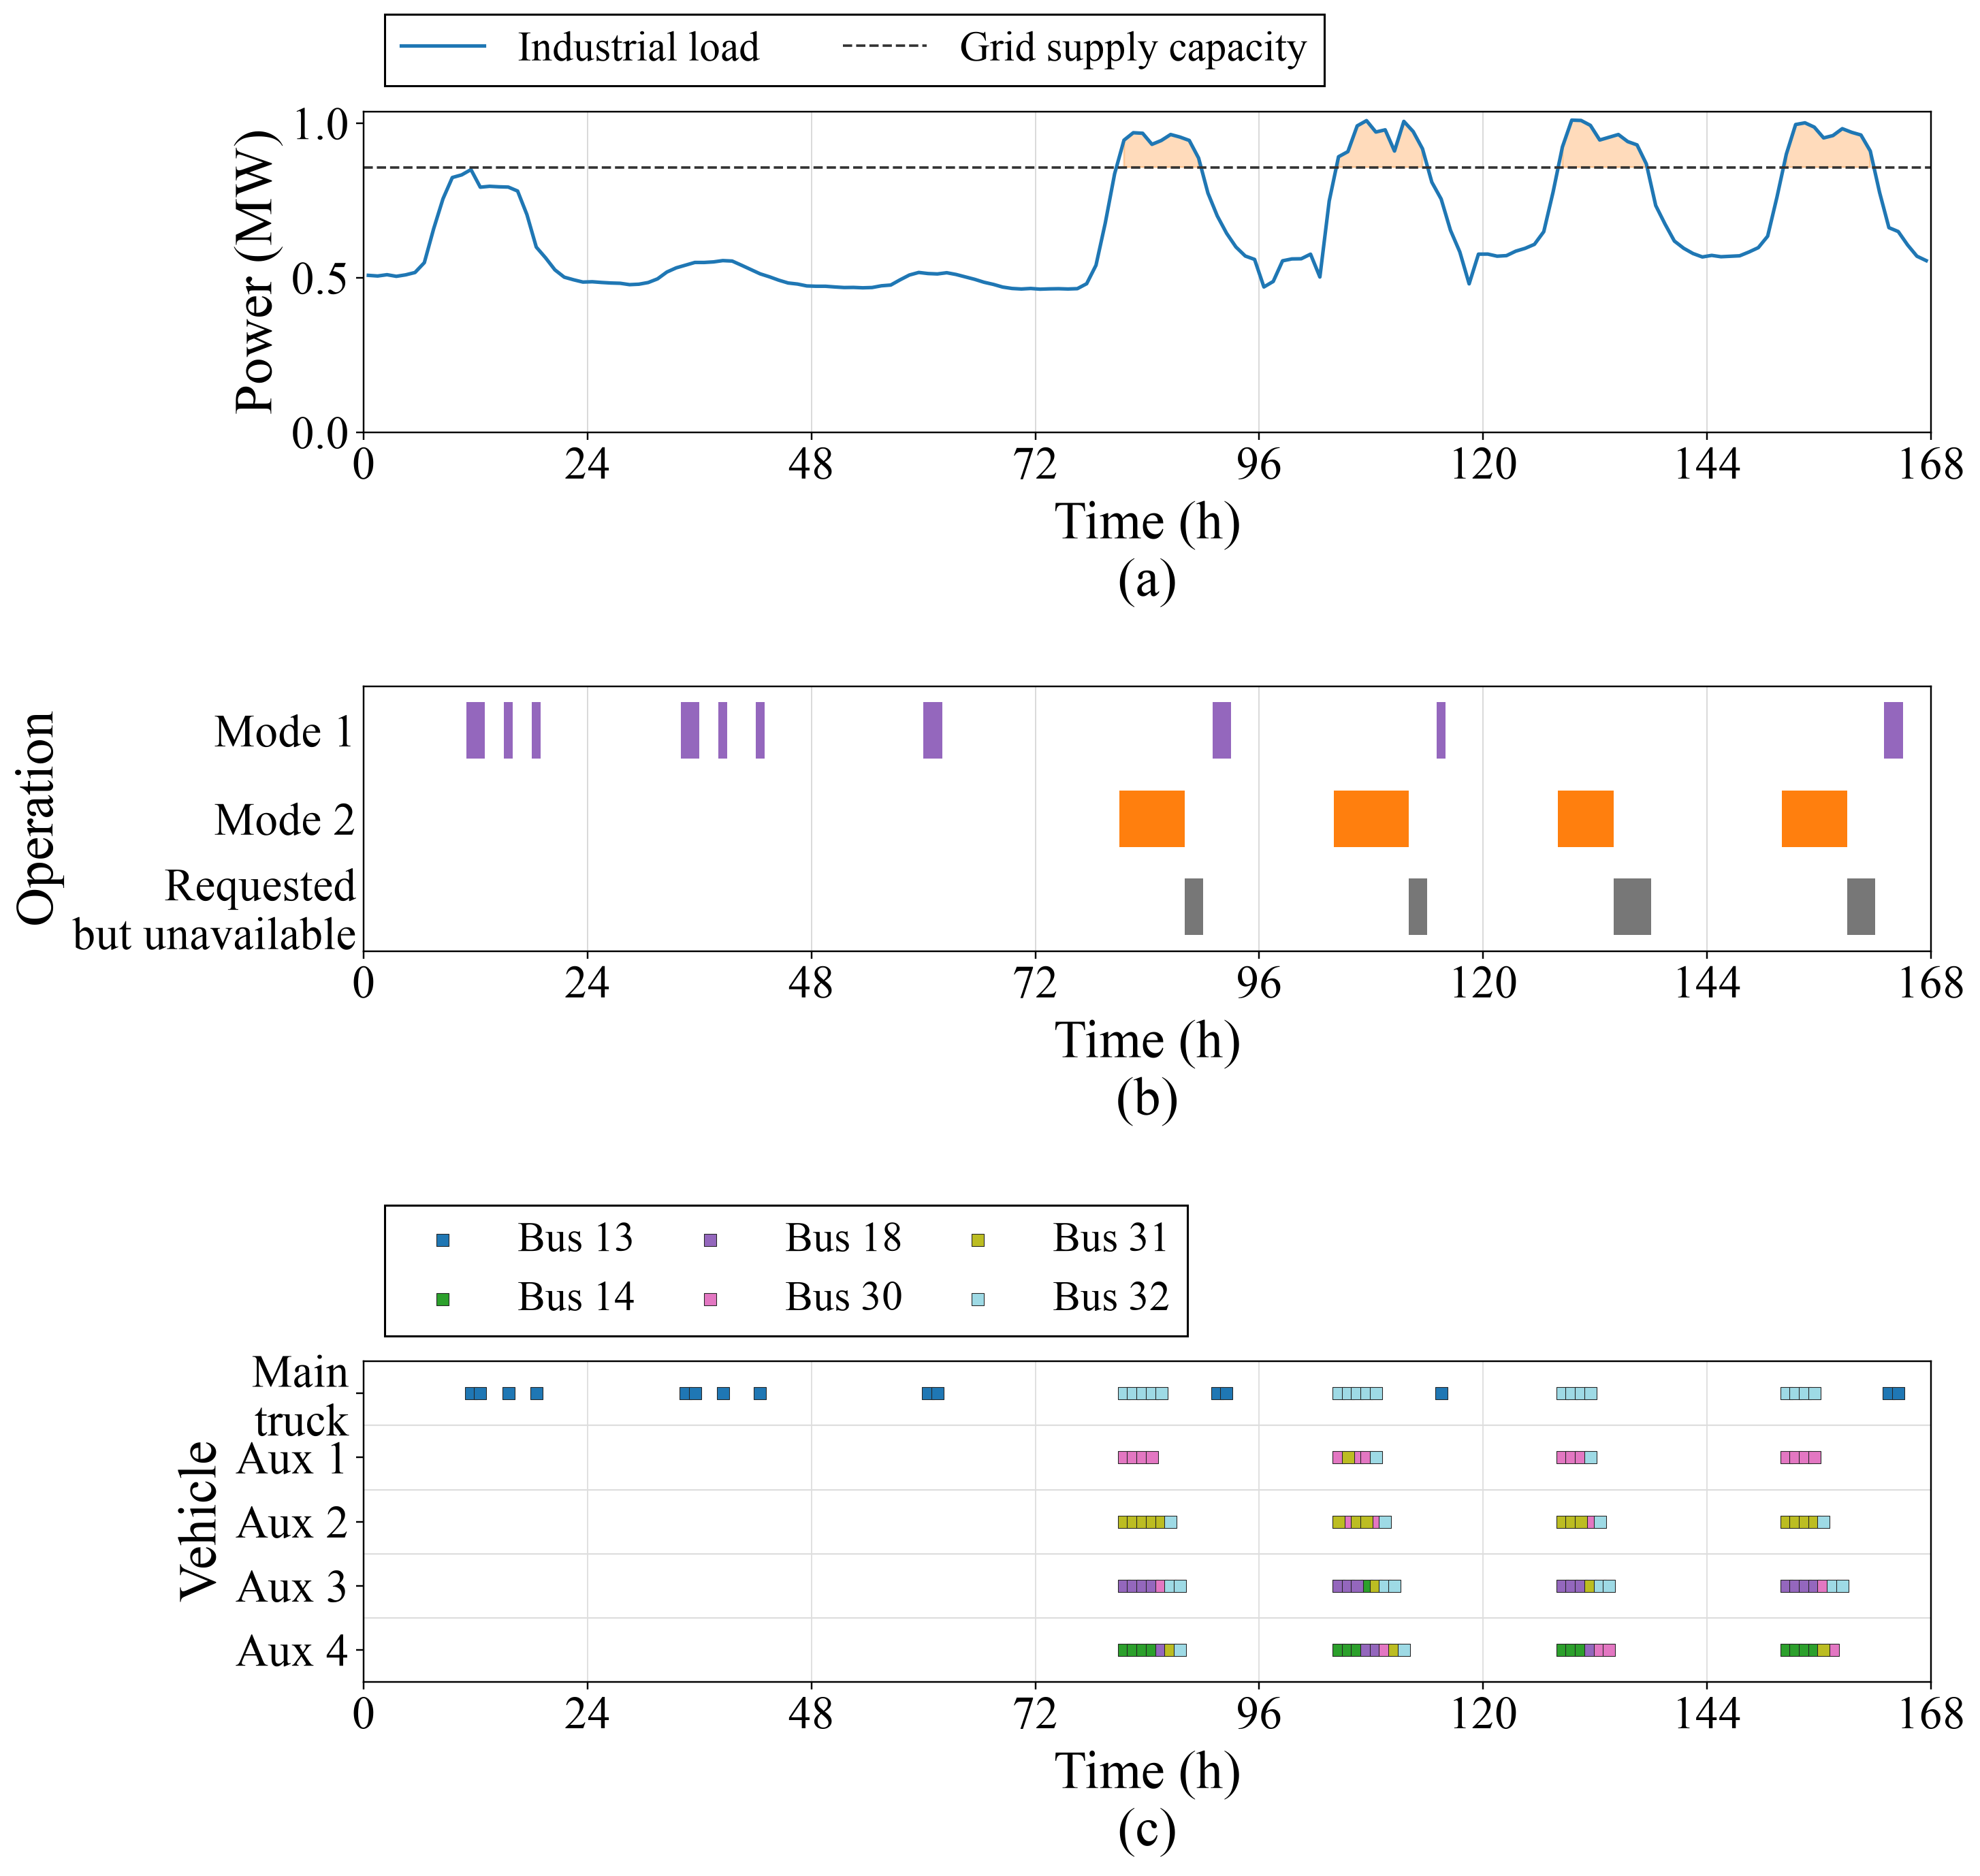 Industrial load Grid supply capacity
Power (MW)
1.0
0.5
0.0
0 24 48 72 96 120 144 168
Time (h)
(a)
Operation
Mode 1
Mode 2
Requested
but unavailable
0 24 48 72 96 120 144 168
Time (h)
(b)
Bus 13 Bus 18 Bus 31
Bus 14 Bus 30 Bus 32
Vehicle
Main
truck
Aux 1
Aux 2
Aux 3
Aux 4
0 24 48 72 96 120 144 168
Time (h)
(c)